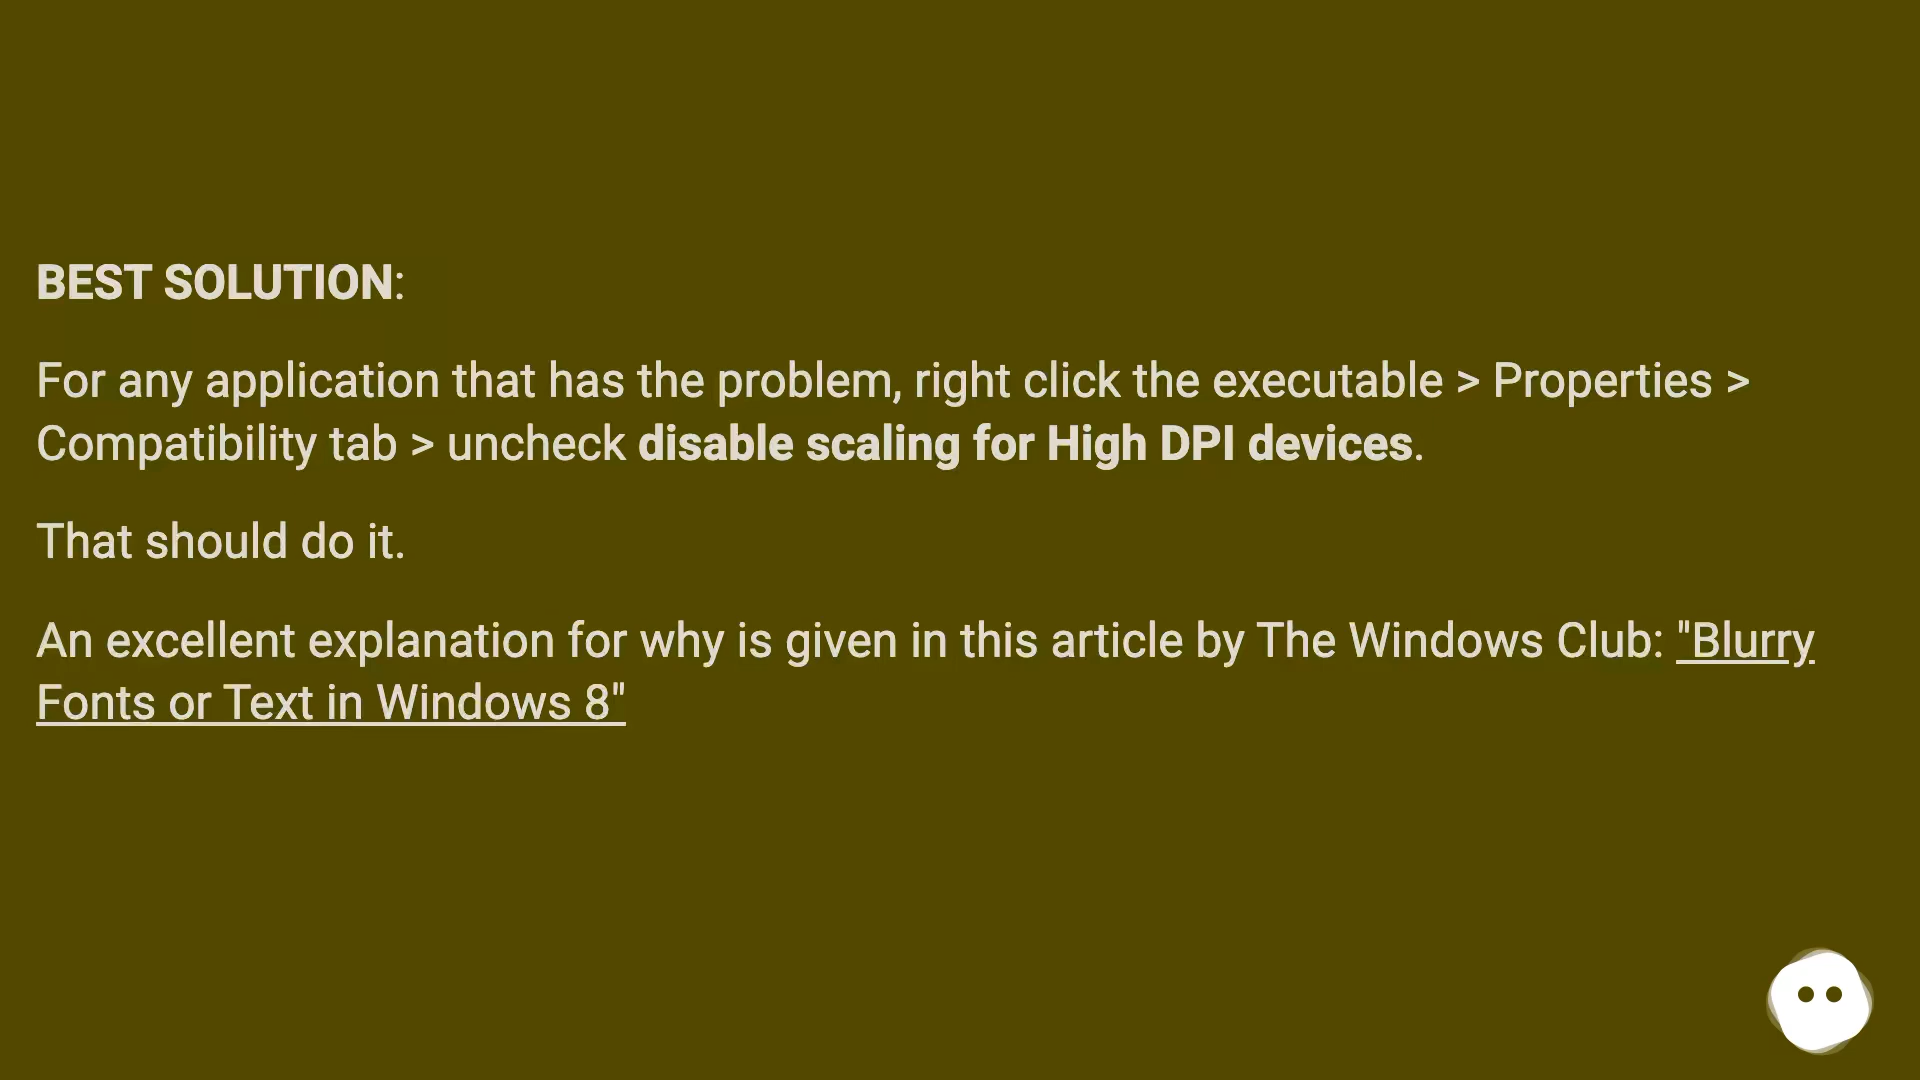 BEST SOLUTION:
For any application that has the problem, right click the executable > Properties >
Compatibility tab > uncheck disable scaling for High DPI devices.
That should do it.
An excellent explanation for why is given in this article by The Windows Club: "Blurry
Fonts or Text in Windows 8"